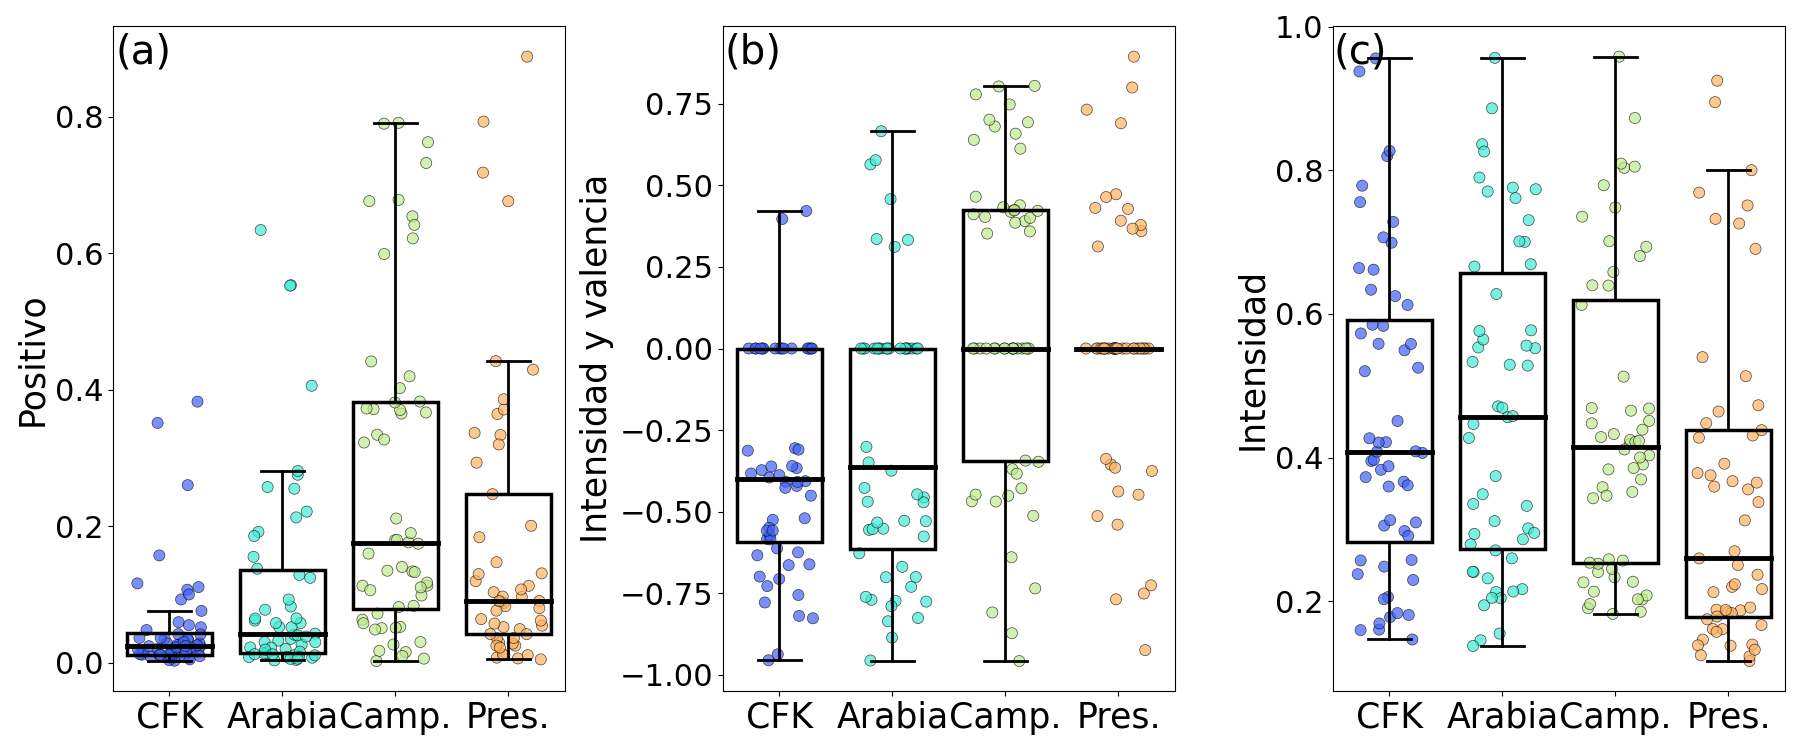 (a)
Positivo
0.8
0.6
0.4
0.2
0.0
CFK Arabia Camp. Pres.
(b)
Intensidad y valencia
0.75
0.50
0.25
0.00
−0.25
−0.50
−0.75
−1.00
CFK Arabia Camp. Pres.
(c)
Intensidad
1.0
0.8
0.6
0.4
0.2
CFK Arabia Camp. Pres.